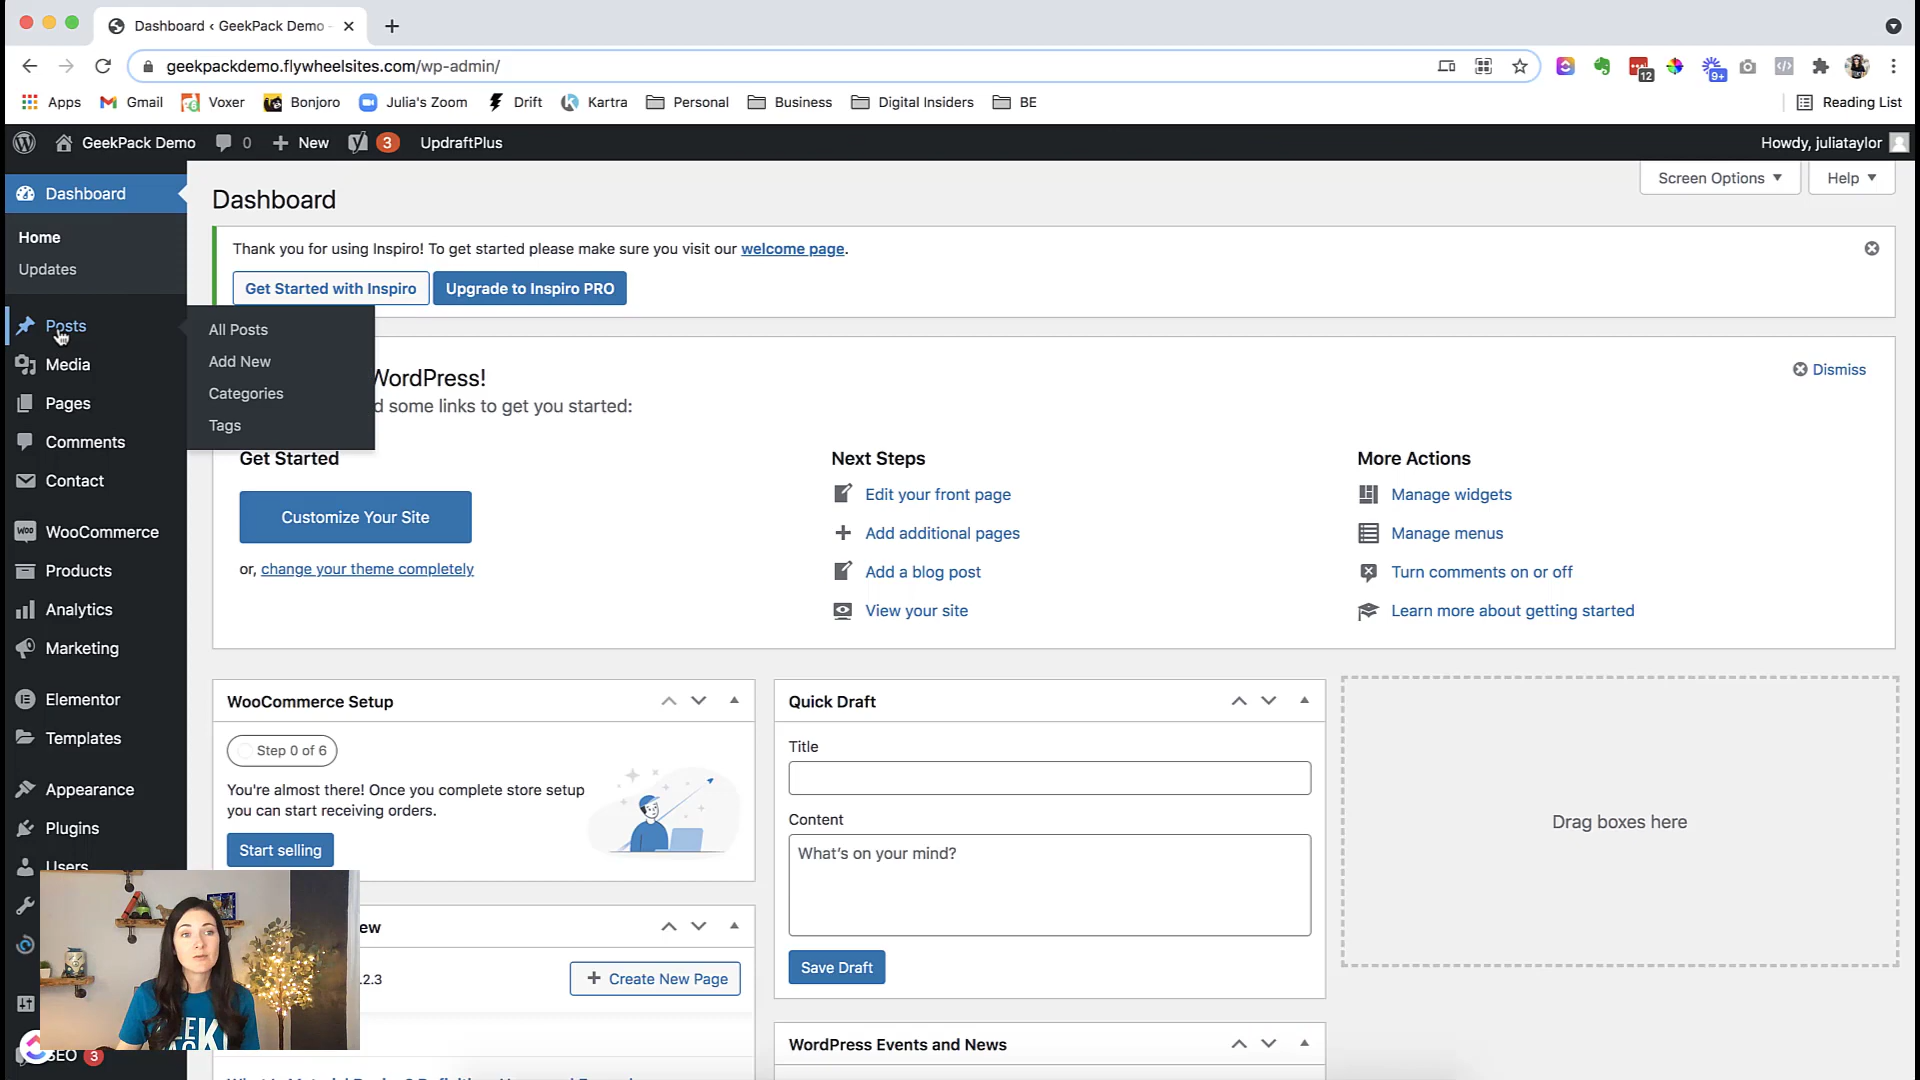 Dashboard ‹ GeekPack Demo
geekpackdemo.flywheelsites.com/wp-admin/
12
9+
Apps
Gmail
Voxer
Bonjoro
Julia's Zoom
Drift
Kartra
Personal
Business
Digital Insiders
BE
Reading List
GeekPack Demo
0
New
3
UpdraftPlus
Howdy, juliataylor
Dashboard
Home
Updates
Posts
Media
Pages
Comments
Contact
WooCommerce
Products
Analytics
Marketing
Elementor
Templates
Appearance
Plugins
Users
SEO 3
All Posts
Add New
Categories
Tags
Dashboard
Screen Options
Help
Thank you for using Inspiro! To get started please make sure you visit our welcome page.
Get Started with Inspiro
Upgrade to Inspiro PRO
WordPress!
Dismiss
d some links to get you started:
Get Started
Customize Your Site
or, change your theme completely
Next Steps
Edit your front page
Add additional pages
Add a blog post
View your site
More Actions
Manage widgets
Manage menus
Turn comments on or off
Learn more about getting started
WooCommerce Setup
Step 0 of 6
You're almost there! Once you complete store setup
you can start receiving orders.
Start selling
ew
.2.3
Create New Page
Quick Draft
Title
Content
What's on your mind?
Save Draft
WordPress Events and News
Drag boxes here